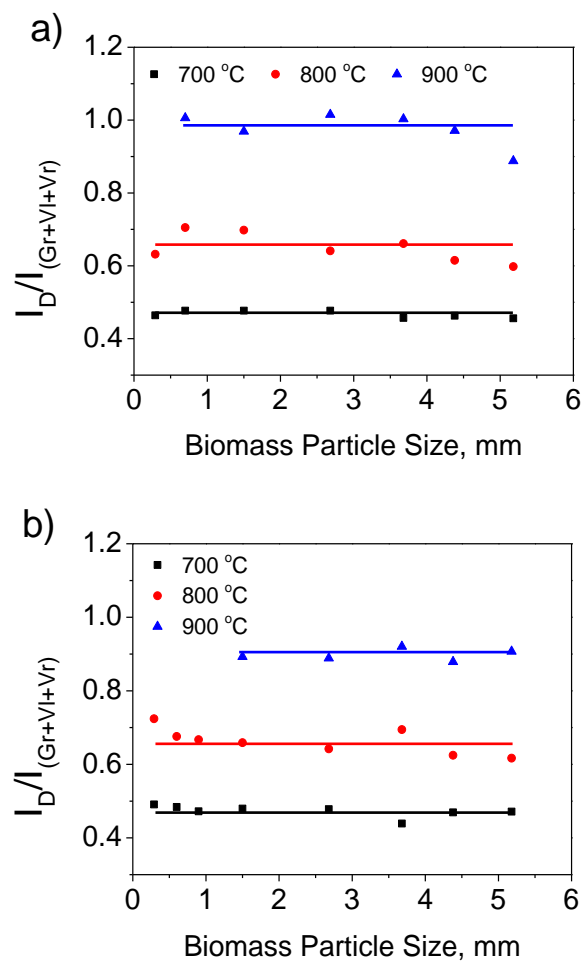 a)
1.2
1.0
0.8
0.6
0.4
I_D/I_(Gr+Vl+Vr)
700 °C 800 °C 900 °C
0 1 2 3 4 5 6
Biomass Particle Size, mm
b)
1.2
1.0
0.8
0.6
0.4
I_D/I_(Gr+Vl+Vr)
700 °C
800 °C
900 °C
0 1 2 3 4 5 6
Biomass Particle Size, mm